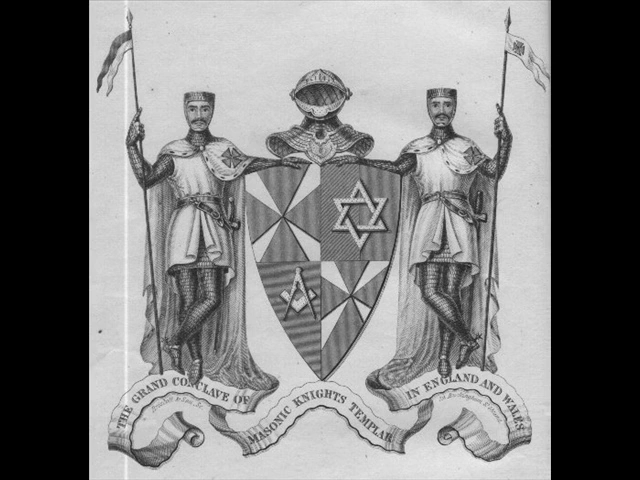 THE GRAND CONCLAVE OF
MASONIC KNIGHTS TEMPLAR
IN ENGLAND AND WALES